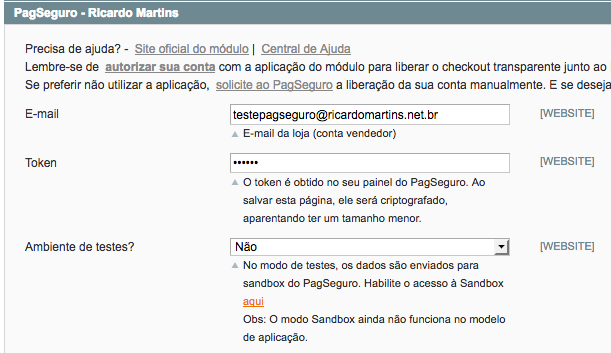 PagSeguro - Ricardo Martins
Precisa de ajuda? - Site oficial do módulo | Central de Ajuda
Lembre-se de autorizar sua conta com a aplicação do módulo para liberar o checkout transparente junto ao
Se preferir não utilizar a aplicação, solicite ao PagSeguro a liberação da sua conta manualmente. E se deseja
E-mail testepagseguro@ricardomartins.net.br [WEBSITE]
▲ E-mail da loja (conta vendedor)
Token •••••• [WEBSITE]
▲ O token é obtido no seu painel do PagSeguro. Ao
salvar esta página, ele será criptografado,
aparentando ter um tamanho menor.
Ambiente de testes? Não [WEBSITE]
▲ No modo de testes, os dados são enviados para
sandbox do PagSeguro. Habilite o acesso à Sandbox
aqui
Obs: O modo Sandbox ainda não funciona no modelo
de aplicação.